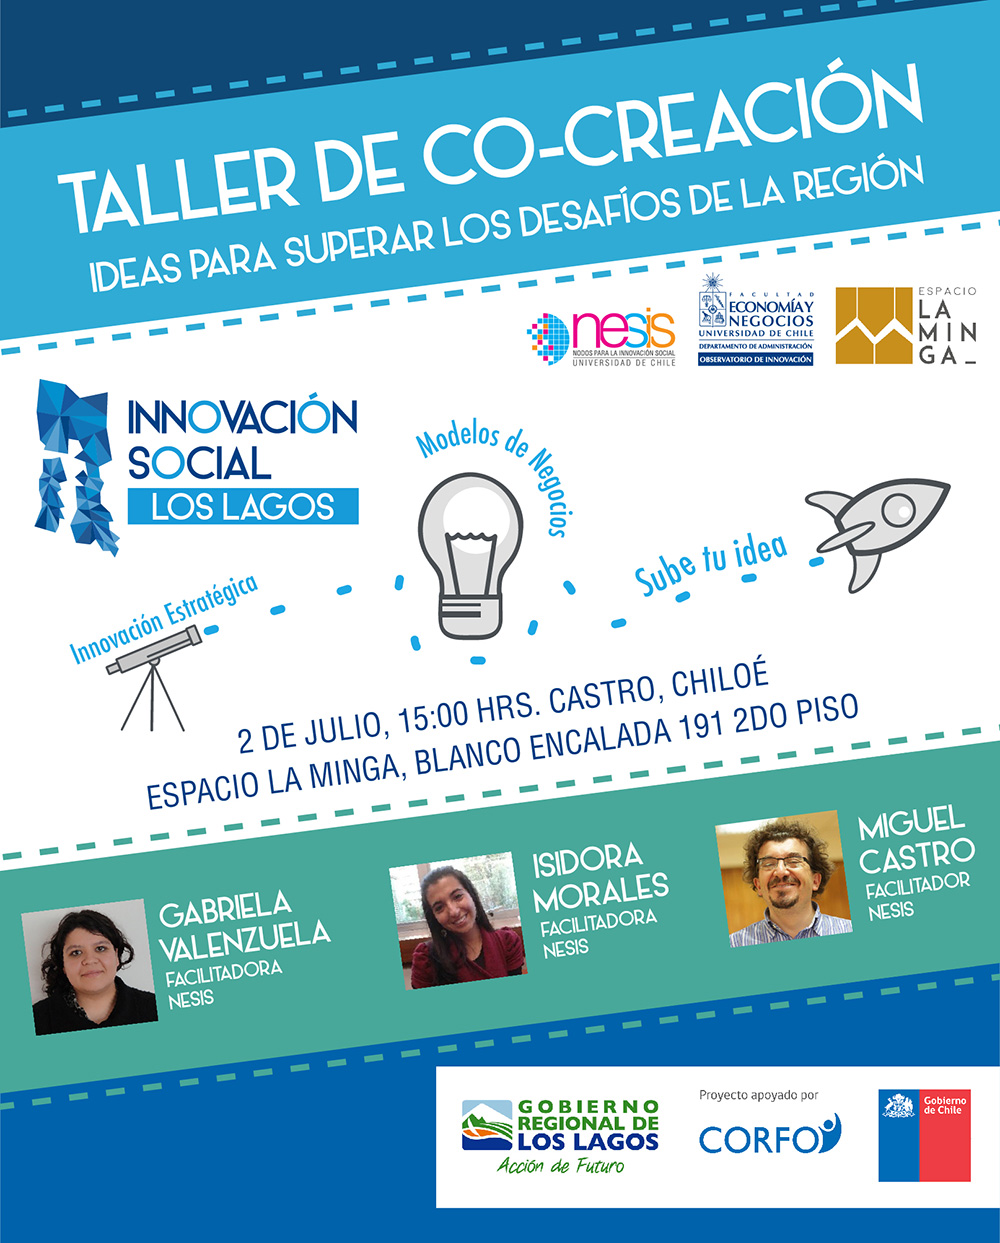 TALLER DE CO-CREACIÓN
IDEAS PARA SUPERAR LOS DESAFÍOS DE LA REGIÓN
nesis
NODOS PARA LA INNOVACIÓN SOCIAL
UNIVERSIDAD DE CHILE
FACULTAD
ECONOMÍA Y
NEGOCIOS
UNIVERSIDAD DE CHILE
DEPARTAMENTO DE ADMINISTRACIÓN
OBSERVATORIO DE INNOVACIÓN
ESPACIO
LA
MIN
GA_
INNOVACIÓN
SOCIAL
LOS LAGOS
Modelos de Negocios
Sube tu idea
Innovación Estratégica
2 DE JULIO, 15:00 HRS. CASTRO, CHILOÉ
ESPACIO LA MINGA, BLANCO ENCALADA 191 2DO PISO
GABRIELA
VALENZUELA
FACILITADORA
NESIS
ISIDORA
MORALES
FACILITADORA
NESIS
MIGUEL
CASTRO
FACILITADOR
NESIS
GOBIERNO
REGIONAL DE
LOS LAGOS
Acción de Futuro
Proyecto apoyado por
CORFO
Gobierno
de Chile